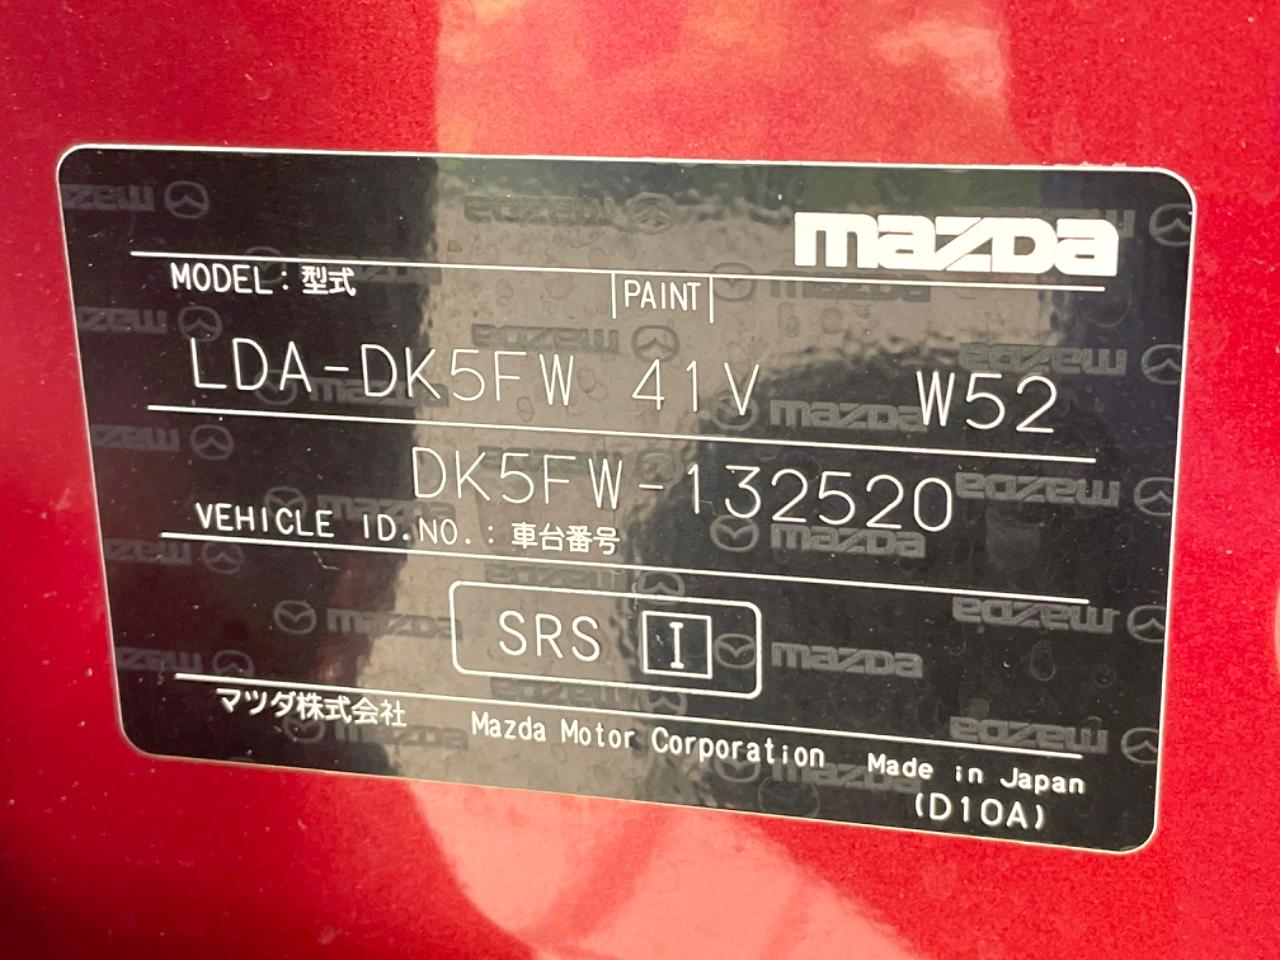 mazda
MODEL：型式 PAINT
LDA-DK5FW 41V W52
DK5FW-132520
VEHICLE ID.NO.：車台番号
SRS I
マツダ株式会社 Mazda Motor Corporation Made in Japan
(D10A)